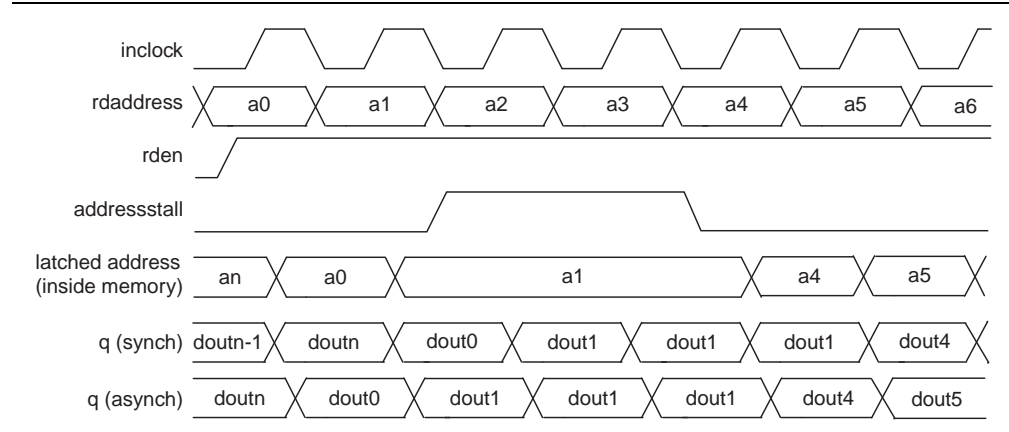 inclock
rdaddress a0 a1 a2 a3 a4 a5 a6
rden
addressstall
latched address
(inside memory) an a0 a1 a4 a5
q (synch) doutn-1 doutn dout0 dout1 dout1 dout1 dout4
q (asynch) doutn dout0 dout1 dout1 dout1 dout4 dout5